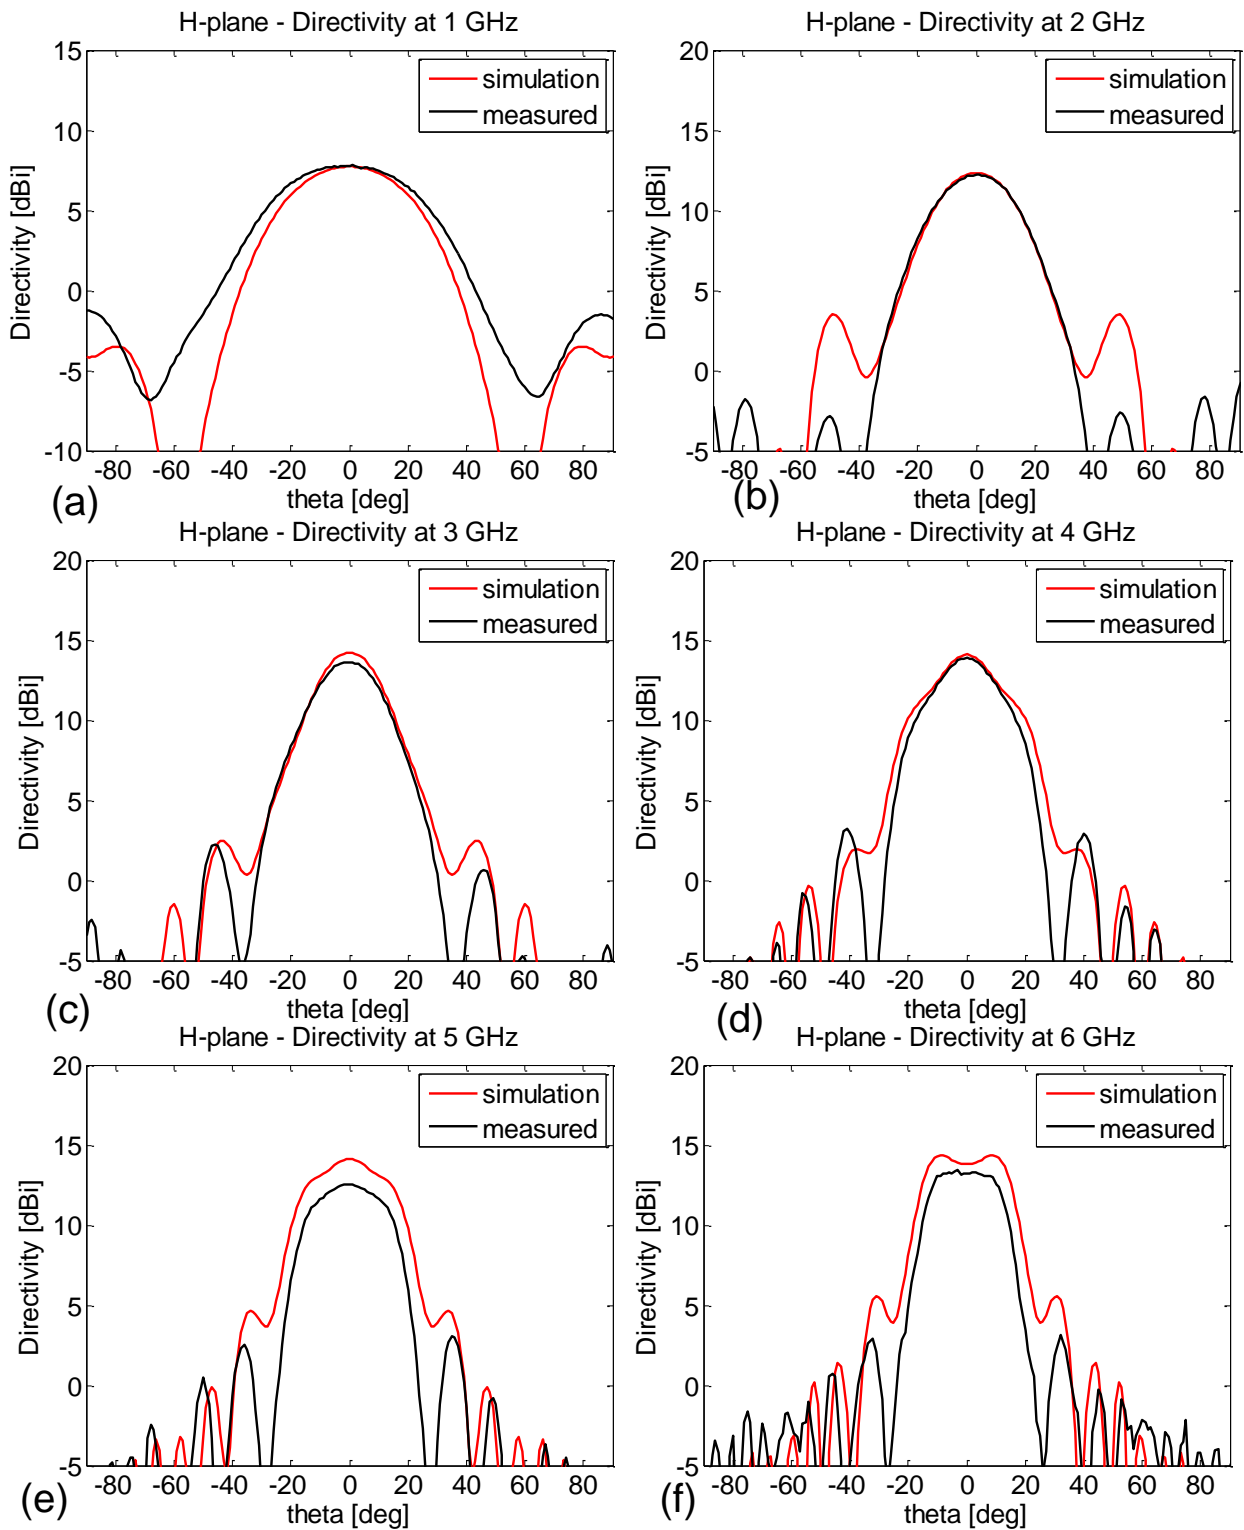 H-plane - Directivity at 1 GHz
15
10
5
0
-5
-10
Directivity [dBi]
simulation
measured
-80 -60 -40 -20 0 20 40 60 80
theta [deg]
(a)
H-plane - Directivity at 2 GHz
20
15
10
5
0
-5
Directivity [dBi]
simulation
measured
-80 -60 -40 -20 0 20 40 60 80
theta [deg]
(b)
H-plane - Directivity at 3 GHz
20
15
10
5
0
-5
Directivity [dBi]
simulation
measured
-80 -60 -40 -20 0 20 40 60 80
theta [deg]
(c)
H-plane - Directivity at 4 GHz
20
15
10
5
0
-5
Directivity [dBi]
simulation
measured
-80 -60 -40 -20 0 20 40 60 80
theta [deg]
(d)
H-plane - Directivity at 5 GHz
20
15
10
5
0
-5
Directivity [dBi]
simulation
measured
-80 -60 -40 -20 0 20 40 60 80
theta [deg]
(e)
H-plane - Directivity at 6 GHz
20
15
10
5
0
-5
Directivity [dBi]
simulation
measured
-80 -60 -40 -20 0 20 40 60 80
theta [deg]
(f)